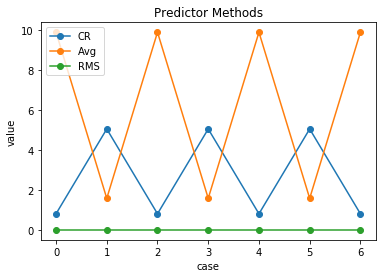 Predictor Methods
CR
Avg
RMS
value
10
8
6
4
2
0
0 1 2 3 4 5 6
case